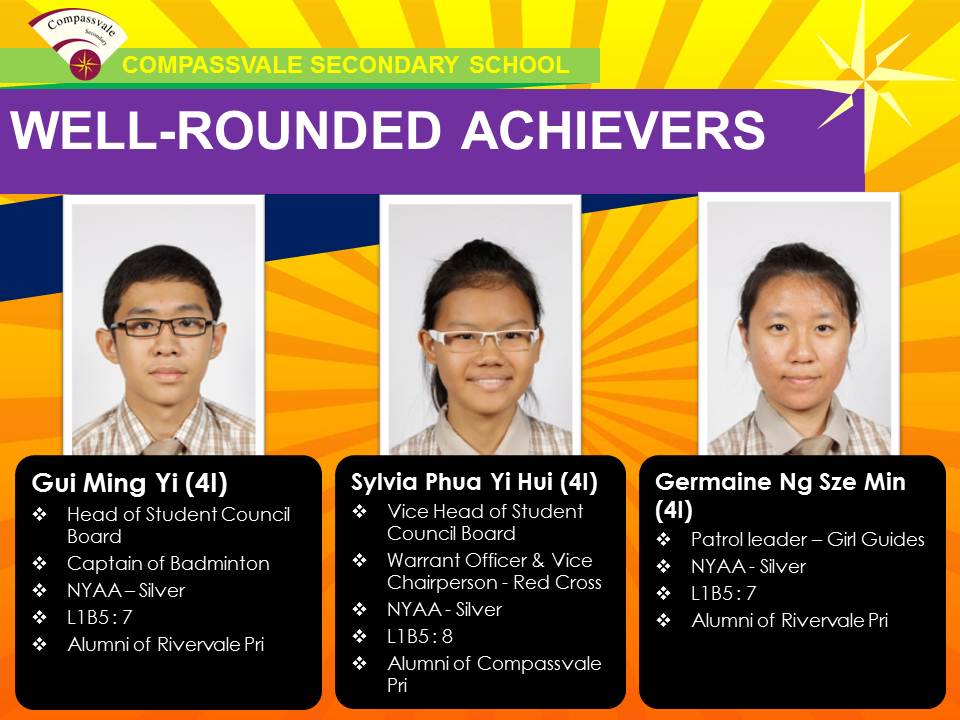 Compassvale
Secondary
COMPASSVALE SECONDARY SCHOOL
WELL-ROUNDED ACHIEVERS
Gui Ming Yi (4I)
❖ Head of Student Council
Board
❖ Captain of Badminton
❖ NYAA – Silver
❖ L1B5 : 7
❖ Alumni of Rivervale Pri
Sylvia Phua Yi Hui (4I)
❖ Vice Head of Student
Council Board
❖ Warrant Officer & Vice
Chairperson - Red Cross
❖ NYAA - Silver
❖ L1B5 : 8
❖ Alumni of Compassvale
Pri
Germaine Ng Sze Min
(4I)
❖ Patrol leader – Girl Guides
❖ NYAA - Silver
❖ L1B5 : 7
❖ Alumni of Rivervale Pri